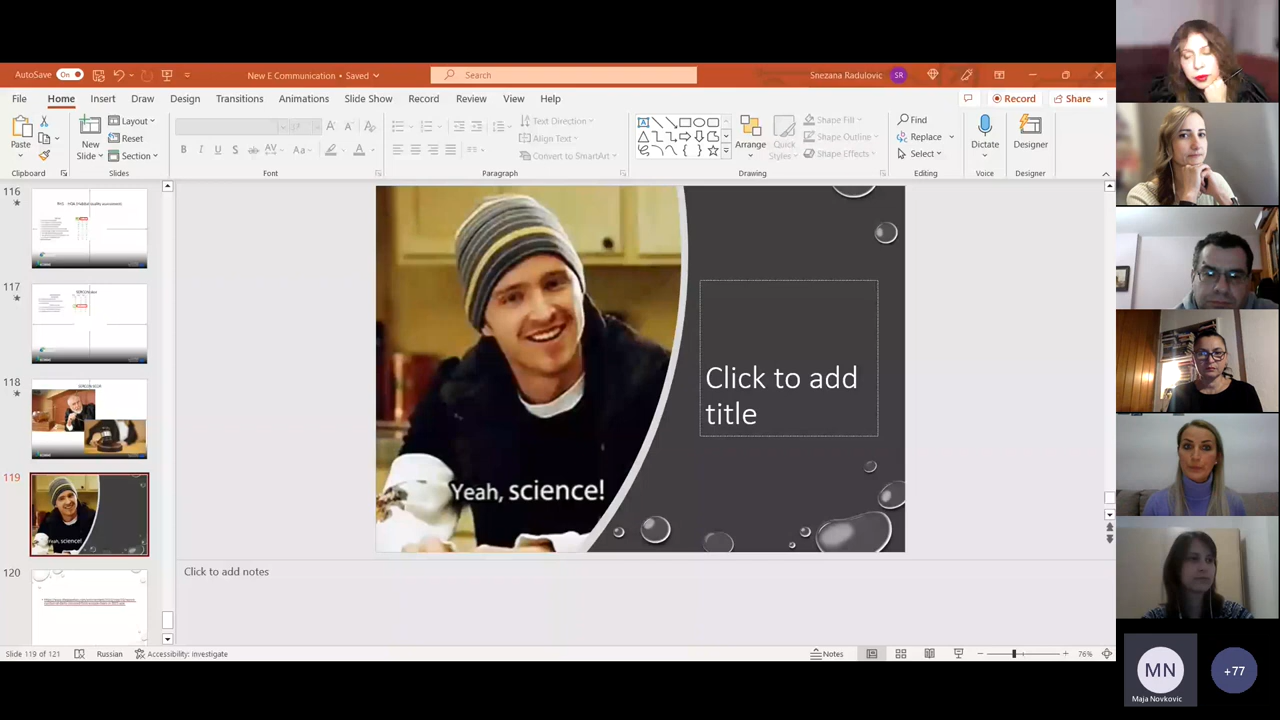 AutoSave
On
New E Communication • Saved
Search
Snezana Radulovic
SR
File
Home
Insert
Draw
Design
Transitions
Animations
Slide Show
Record
Review
View
Help
Record
Share
Paste
New
Slide
Layout
Reset
Section
Text Direction
Align Text
Convert to SmartArt
Arrange
Quick
Styles
Shape Fill
Shape Outline
Shape Effects
Find
Replace
Select
Dictate
Designer
Clipboard
Slides
Font
Paragraph
Drawing
Editing
Voice
Designer
116
117
118
119
120
Yeah, science!
Click to add
title
Click to add notes
Slide 119 of 121
Russian
Accessibility: Investigate
Notes
76%
MN
Maja Novkovic
+77